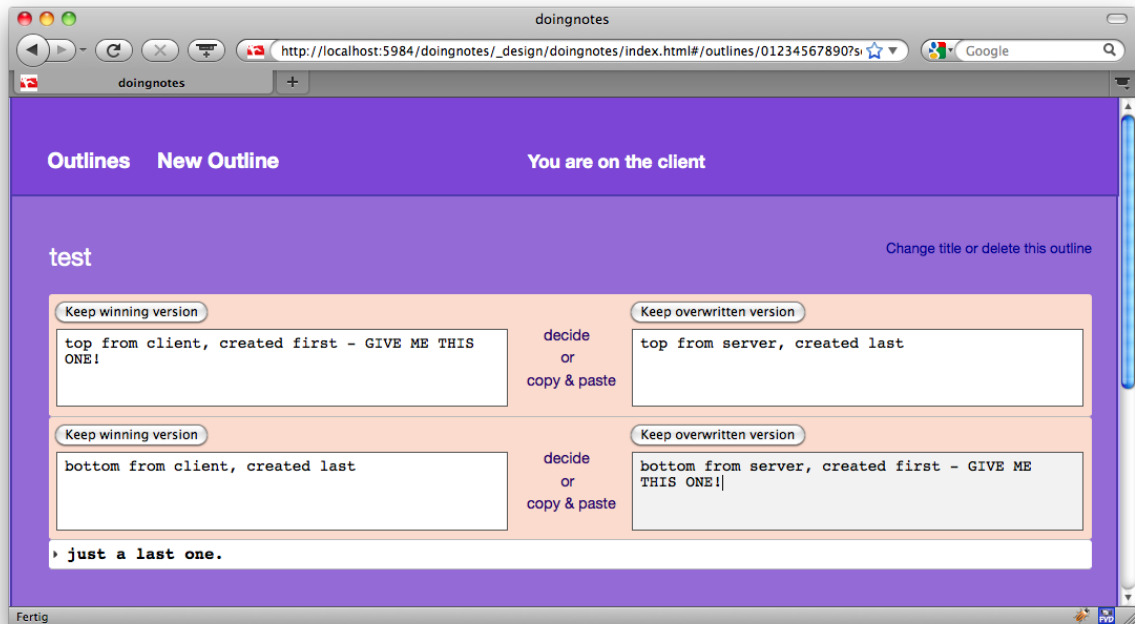 doingnotes
http://localhost:5984/doingnotes/_design/doingnotes/index.html#/outlines/01234567890?s
Google
doingnotes
Outlines New Outline You are on the client
test
Change title or delete this outline
Keep winning version
top from client, created first - GIVE ME THIS
ONE!
decide
or
copy & paste
Keep overwritten version
top from server, created last
Keep winning version
bottom from client, created last
decide
or
copy & paste
Keep overwritten version
bottom from server, created first - GIVE ME
THIS ONE!
just a last one.
Fertig
FVD